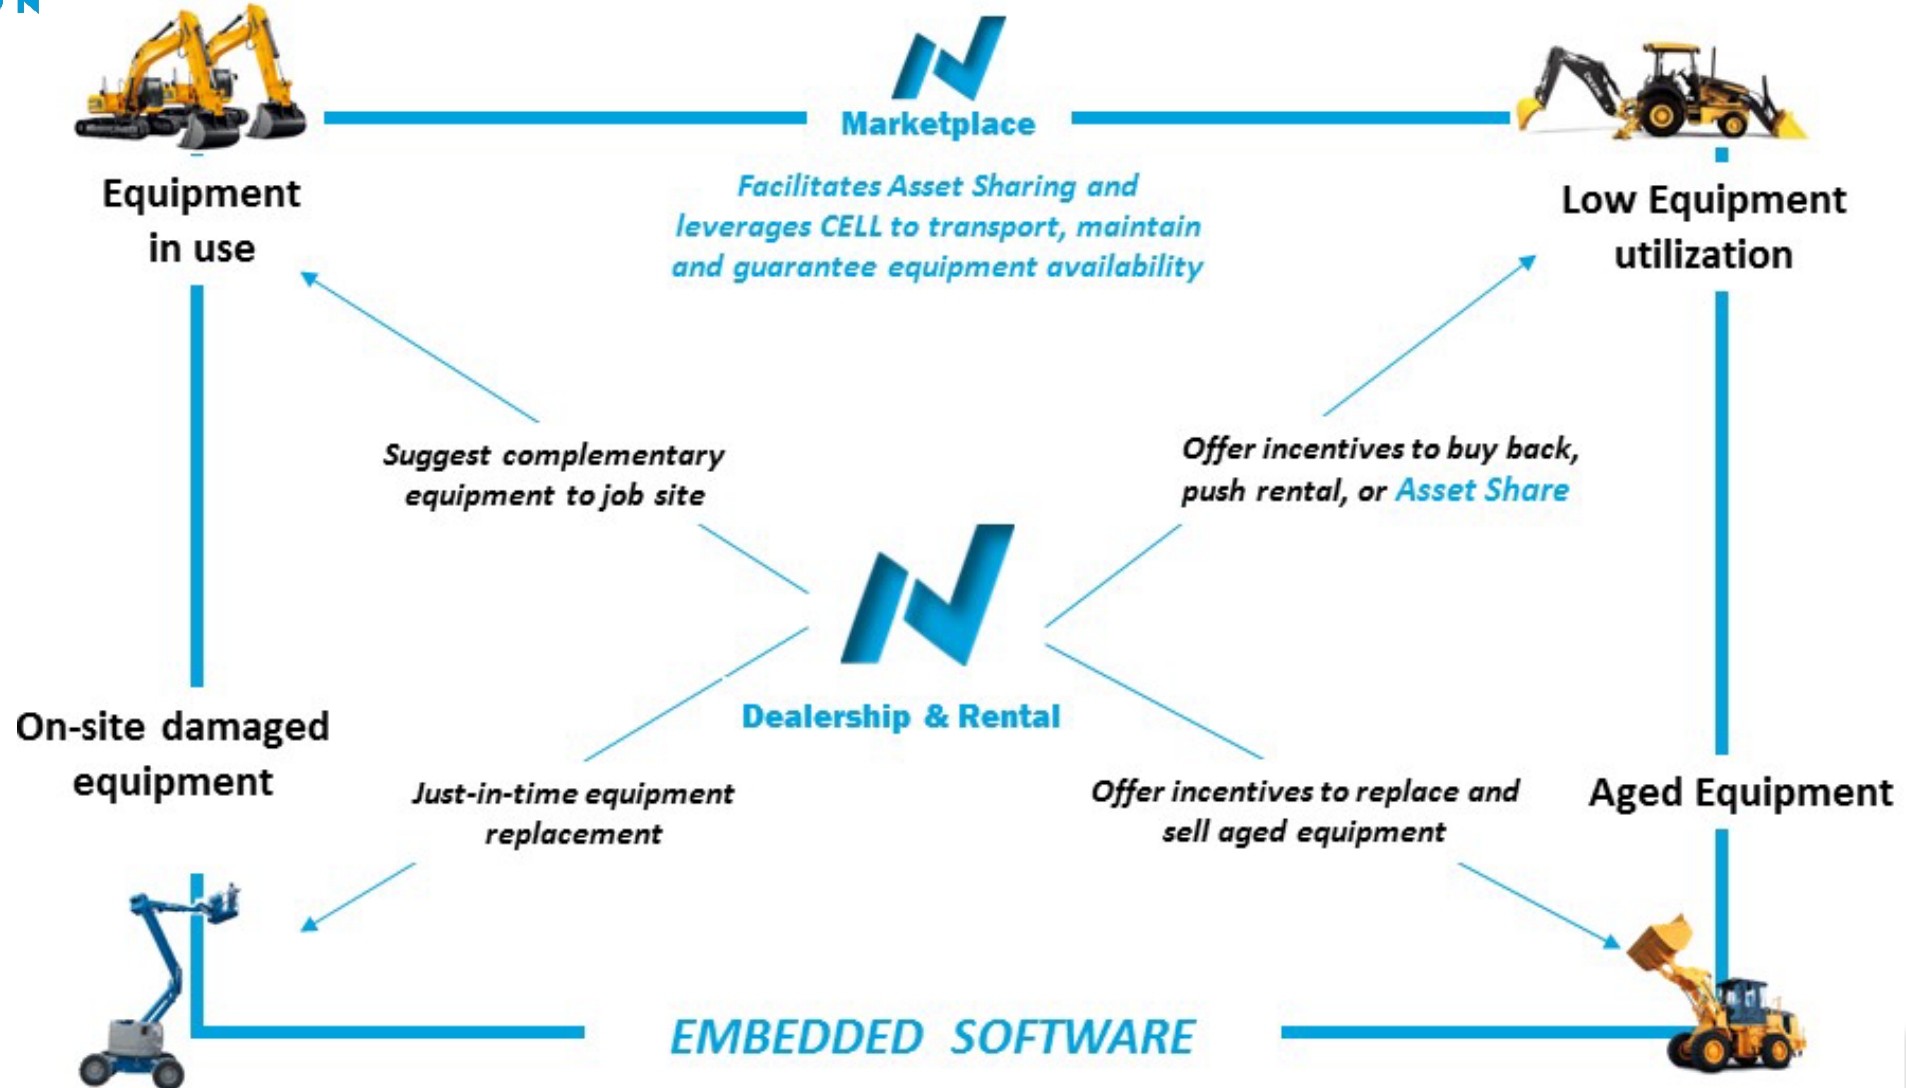 ON
Marketplace
Facilitates Asset Sharing and
leverages CELL to transport, maintain
and guarantee equipment availability
Equipment
in use
Low Equipment
utilization
Suggest complementary
equipment to job site
Offer incentives to buy back,
push rental, or Asset Share
Dealership & Rental
On-site damaged
equipment
Just-in-time equipment
replacement
Offer incentives to replace and
sell aged equipment
Aged Equipment
EMBEDDED SOFTWARE